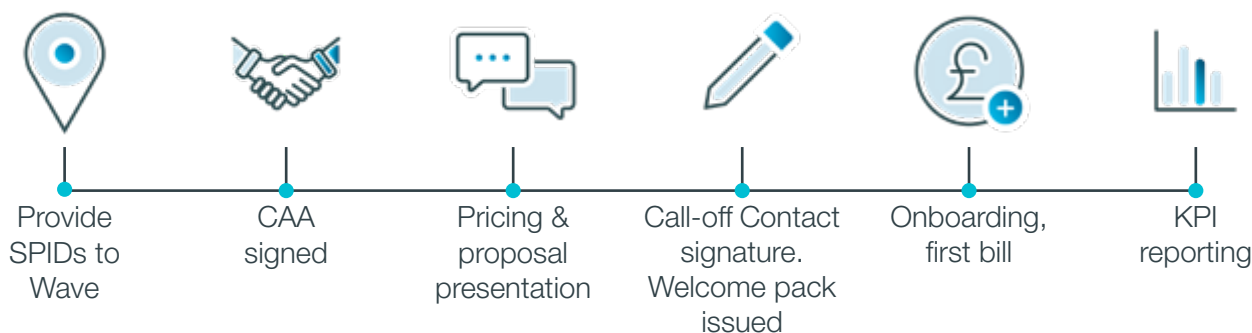 Provide
SPIDs to
Wave
CAA
signed
Pricing &
proposal
presentation
Call-off Contact
signature.
Welcome pack
issued
Onboarding,
first bill
KPI
reporting